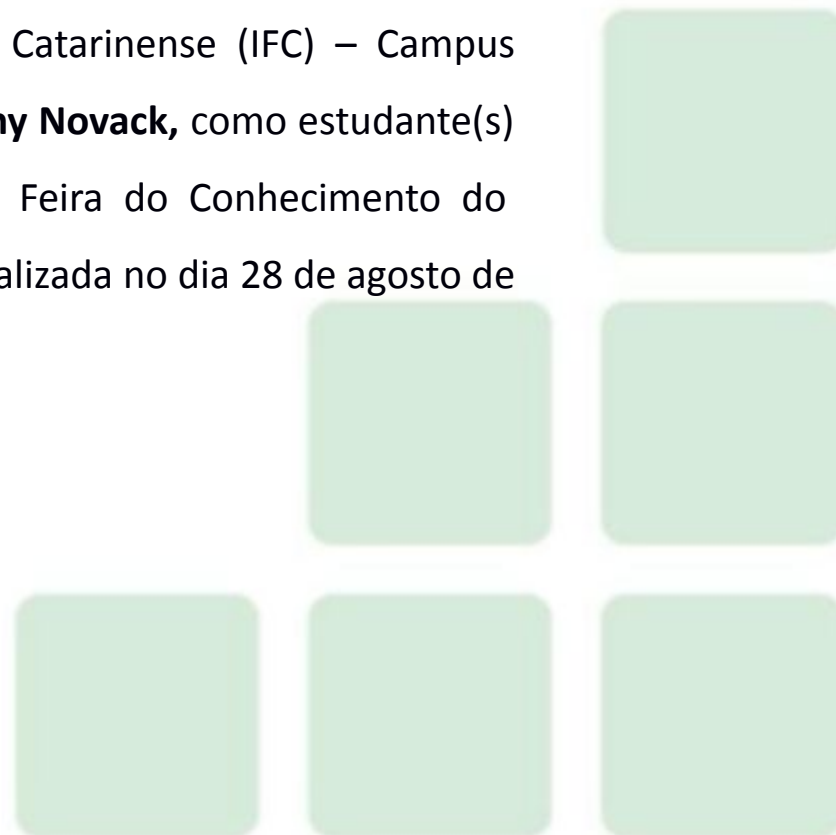 Catarinense (IFC) – Campus
ny Novack, como estudante(s)
Feira do Conhecimento do
alizada no dia 28 de agosto de